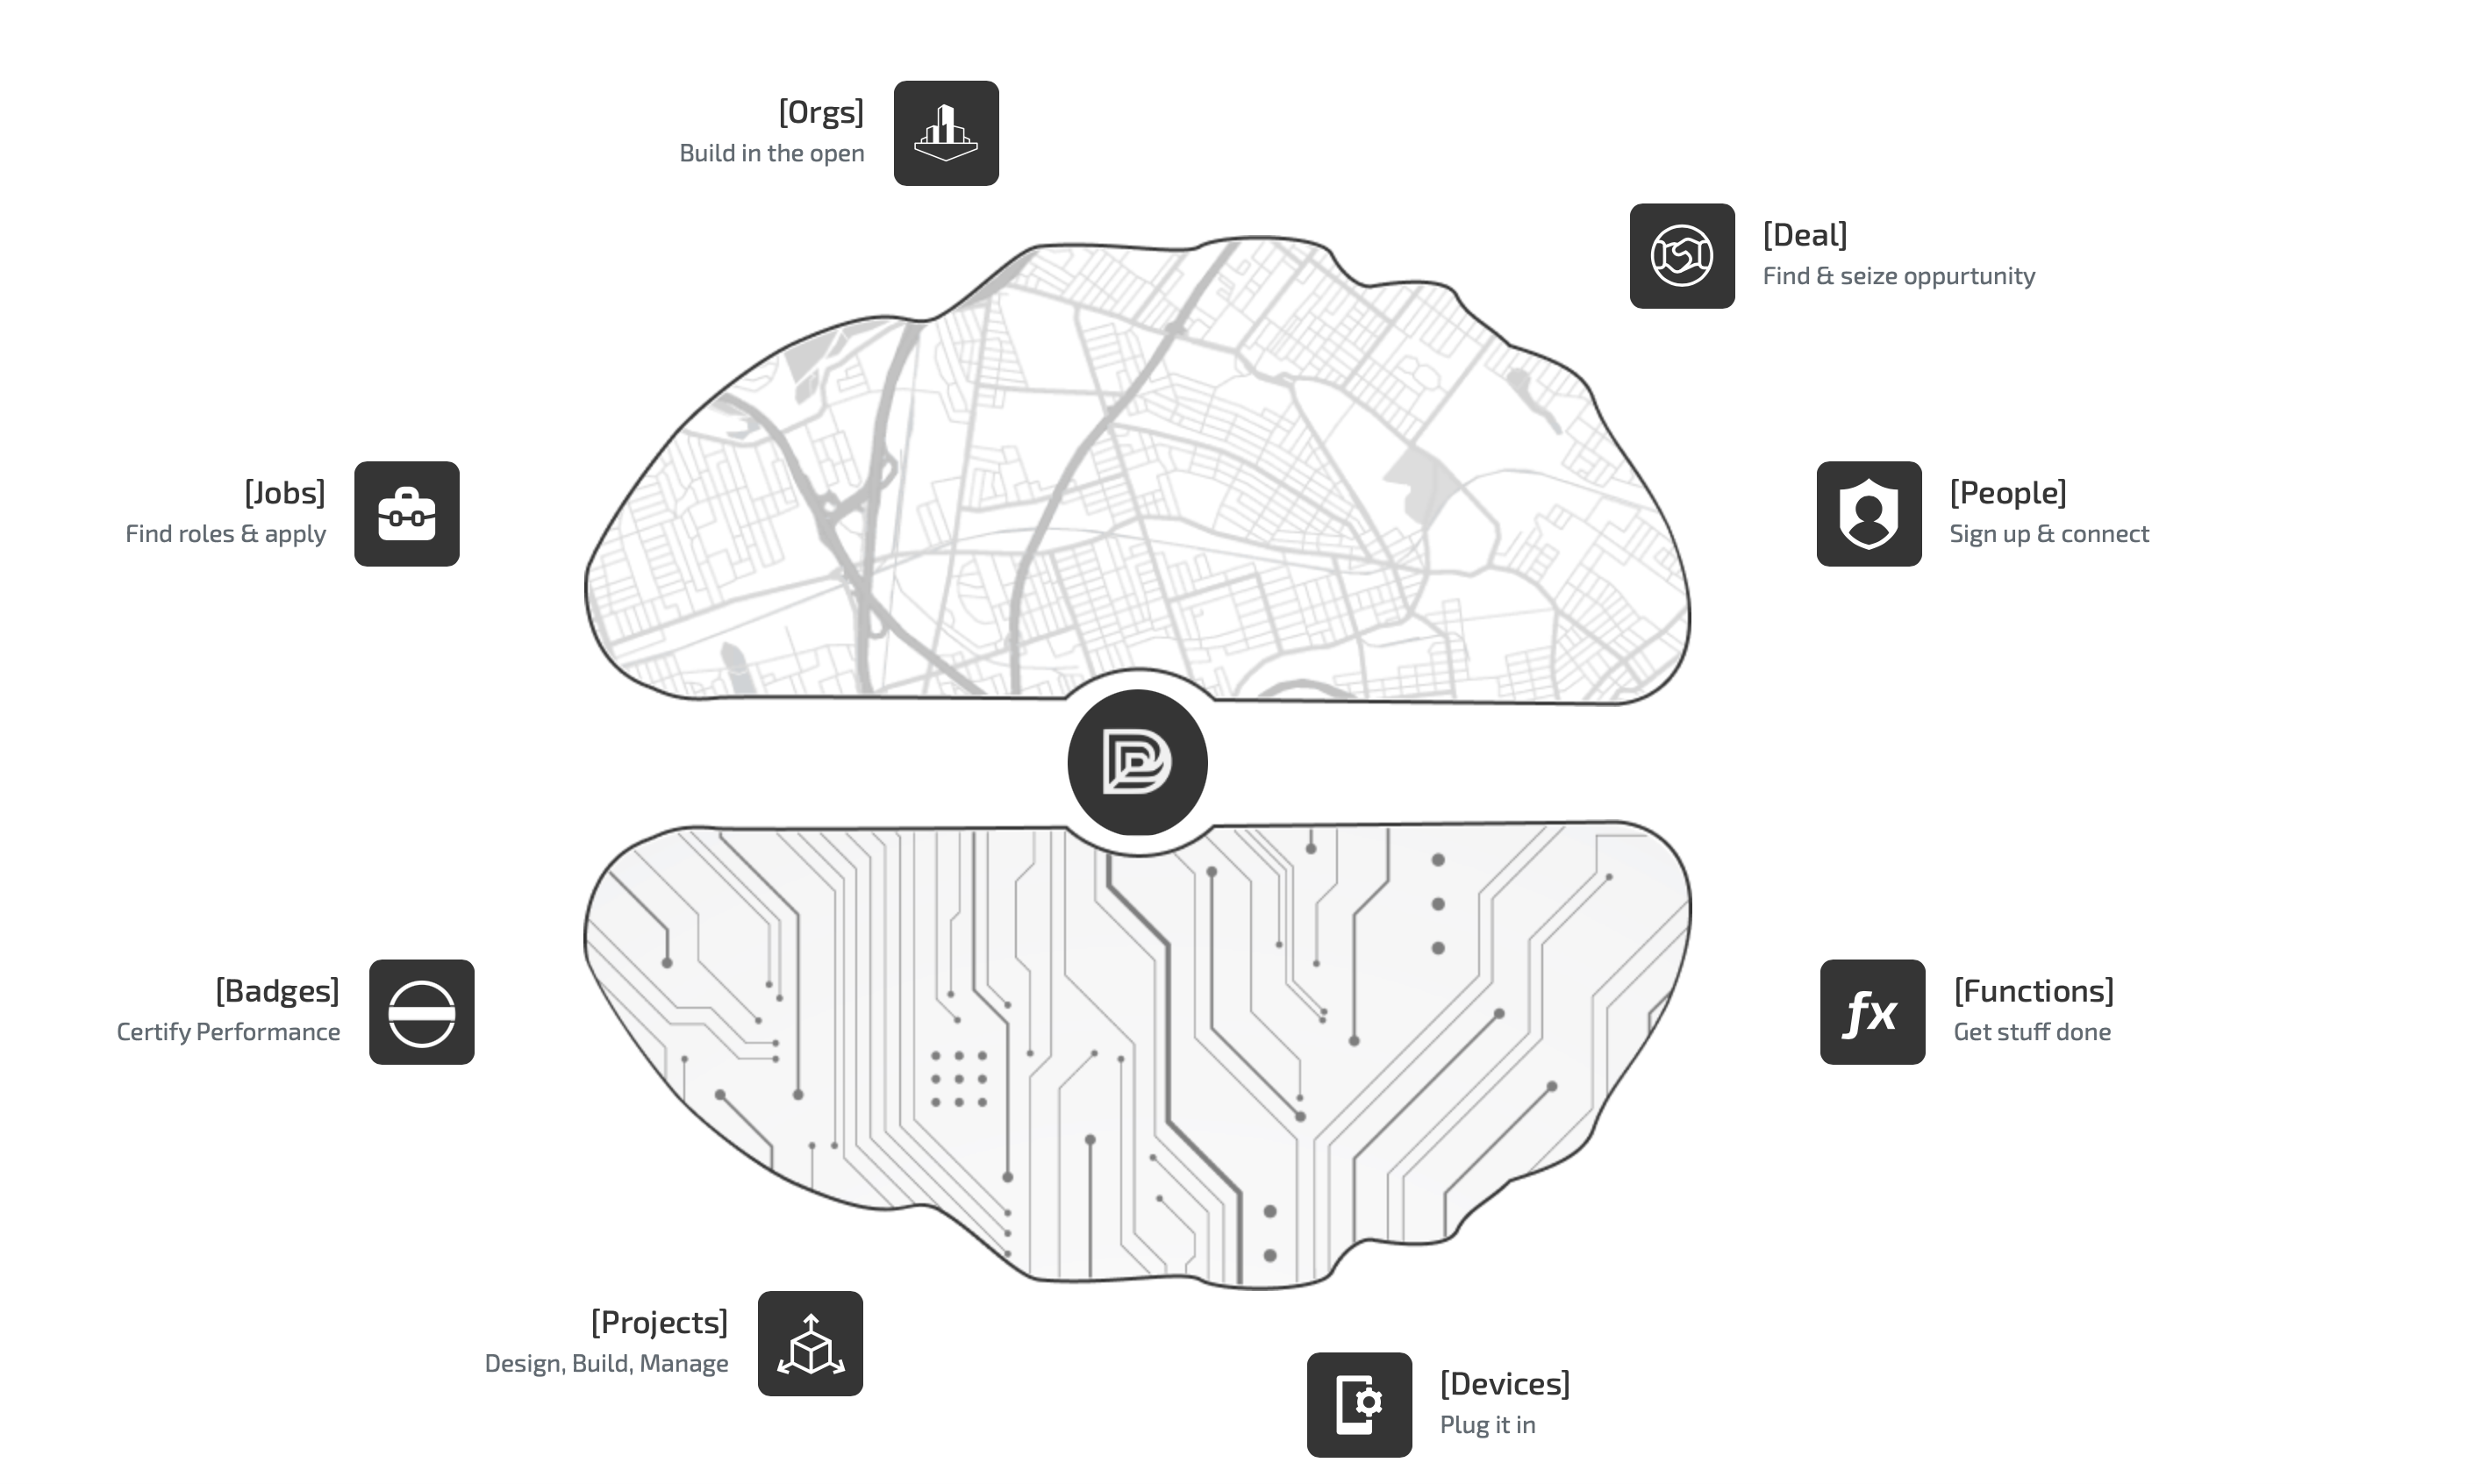 [Orgs]
Build in the open
[Deal]
Find & seize oppurtunity
[Jobs]
Find roles & apply
[People]
Sign up & connect
[Badges]
Certify Performance
fx
[Functions]
Get stuff done
[Projects]
Design, Build, Manage
[Devices]
Plug it in